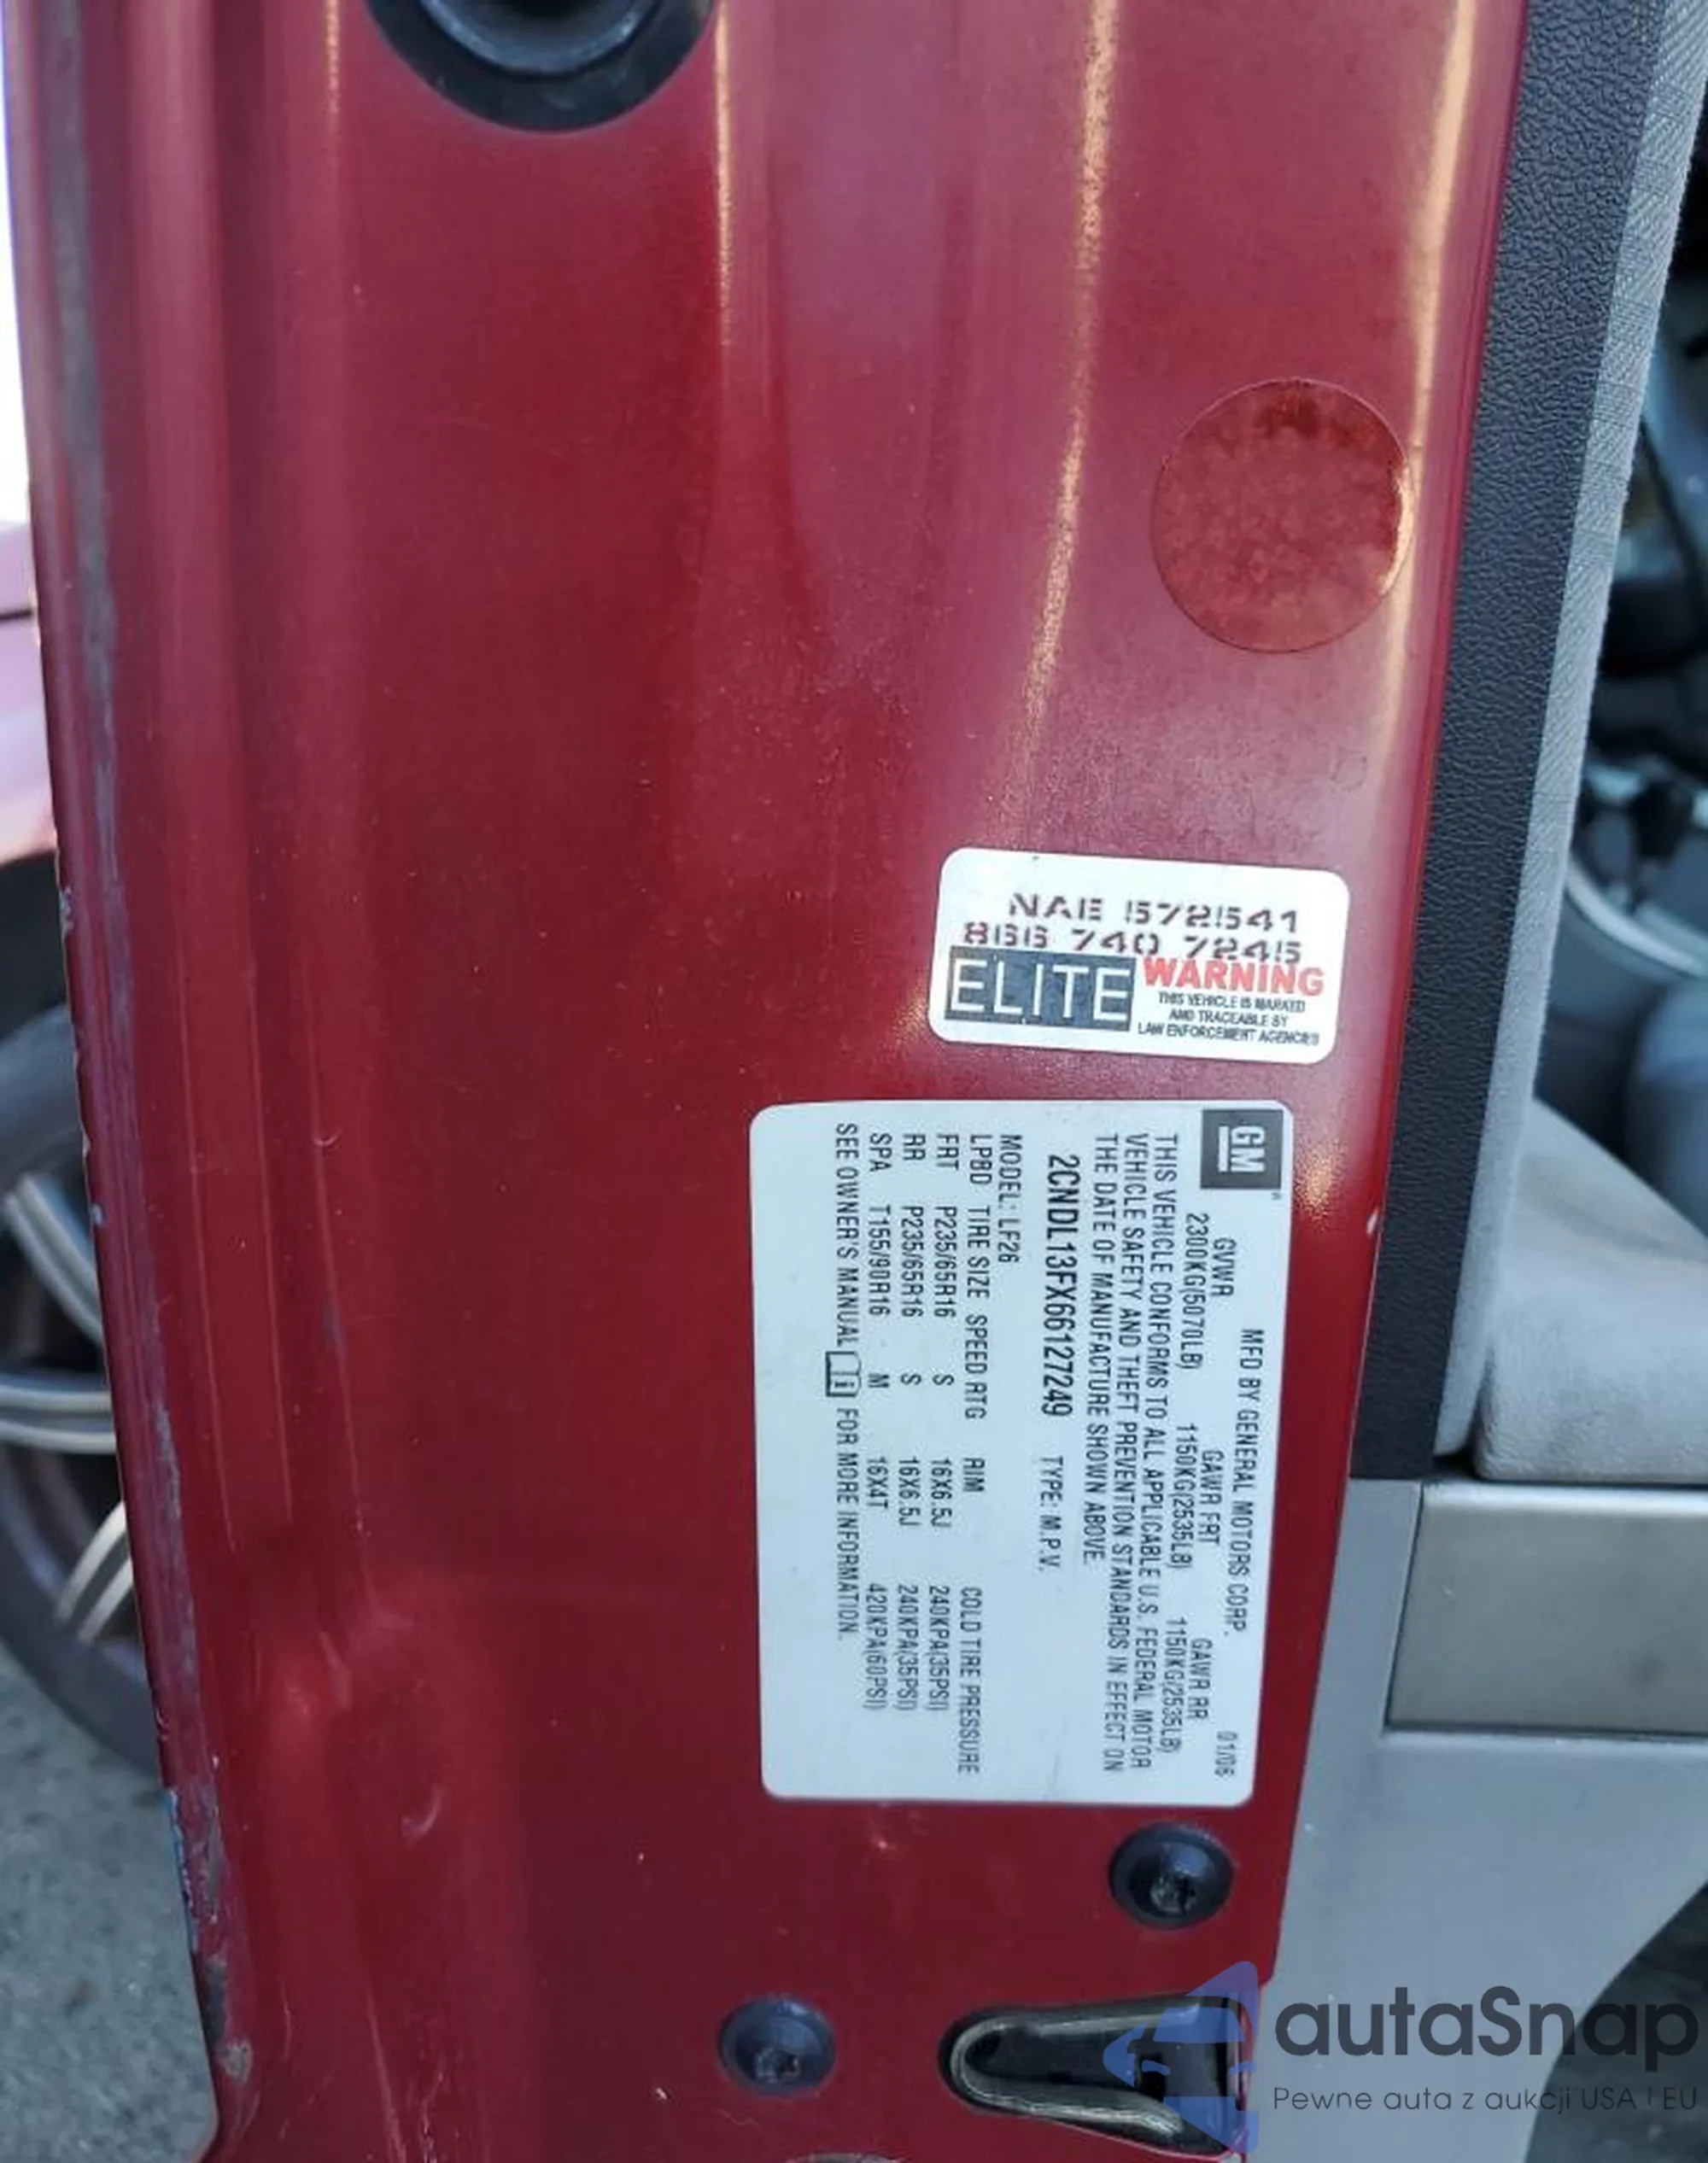 NAE 572541
866 740 7245
ELITE
WARNING
THIS VEHICLE IS MARKED
AND TRACEABLE BY
LAW ENFORCEMENT AGENCIES
GM
MFD BY GENERAL MOTORS CORP. 01/06
GVWR GAWR FRT GAWR RR
2300KG(5070LB) 1150KG(2535LB) 1150KG(2535LB)
THIS VEHICLE CONFORMS TO ALL APPLICABLE U.S. FEDERAL MOTOR
VEHICLE SAFETY AND THEFT PREVENTION STANDARDS IN EFFECT ON
THE DATE OF MANUFACTURE SHOWN ABOVE.
2CNDL13FX66127249 TYPE: M.P.V.
MODEL: LF26
LPBD TIRE SIZE SPEED RTG RIM COLD TIRE PRESSURE
FRT P235/65R16 S 16X6.5J 240KPA(35PSI)
RR P235/65R16 S 16X6.5J 240KPA(35PSI)
SPA T155/90R16 M 16X4T 420KPA(60PSI)
SEE OWNER'S MANUAL i FOR MORE INFORMATION.
autaSnap
Pewne auta z aukcji USA i EU